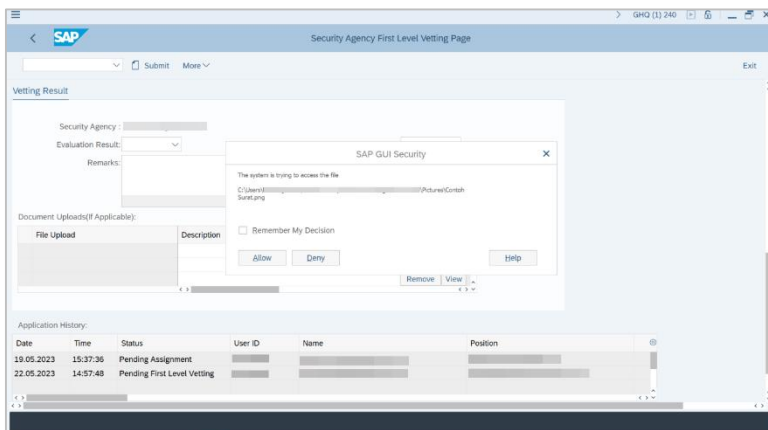 GHQ (1) 240
SAP
Security Agency First Level Vetting Page
Submit More
Exit
Vetting Result
Security Agency :
Evaluation Result:
Remarks:
SAP GUI Security
The system is trying to access the file
C:\Users\
\Pictures\Contoh
Surat.png
Remember My Decision
Allow Deny Help
Document Uploads(If Applicable):
File Upload Description
Remove View
Application History:
Date Time Status User ID Name Position
19.05.2023 15:37:36 Pending Assignment
22.05.2023 14:57:48 Pending First Level Vetting